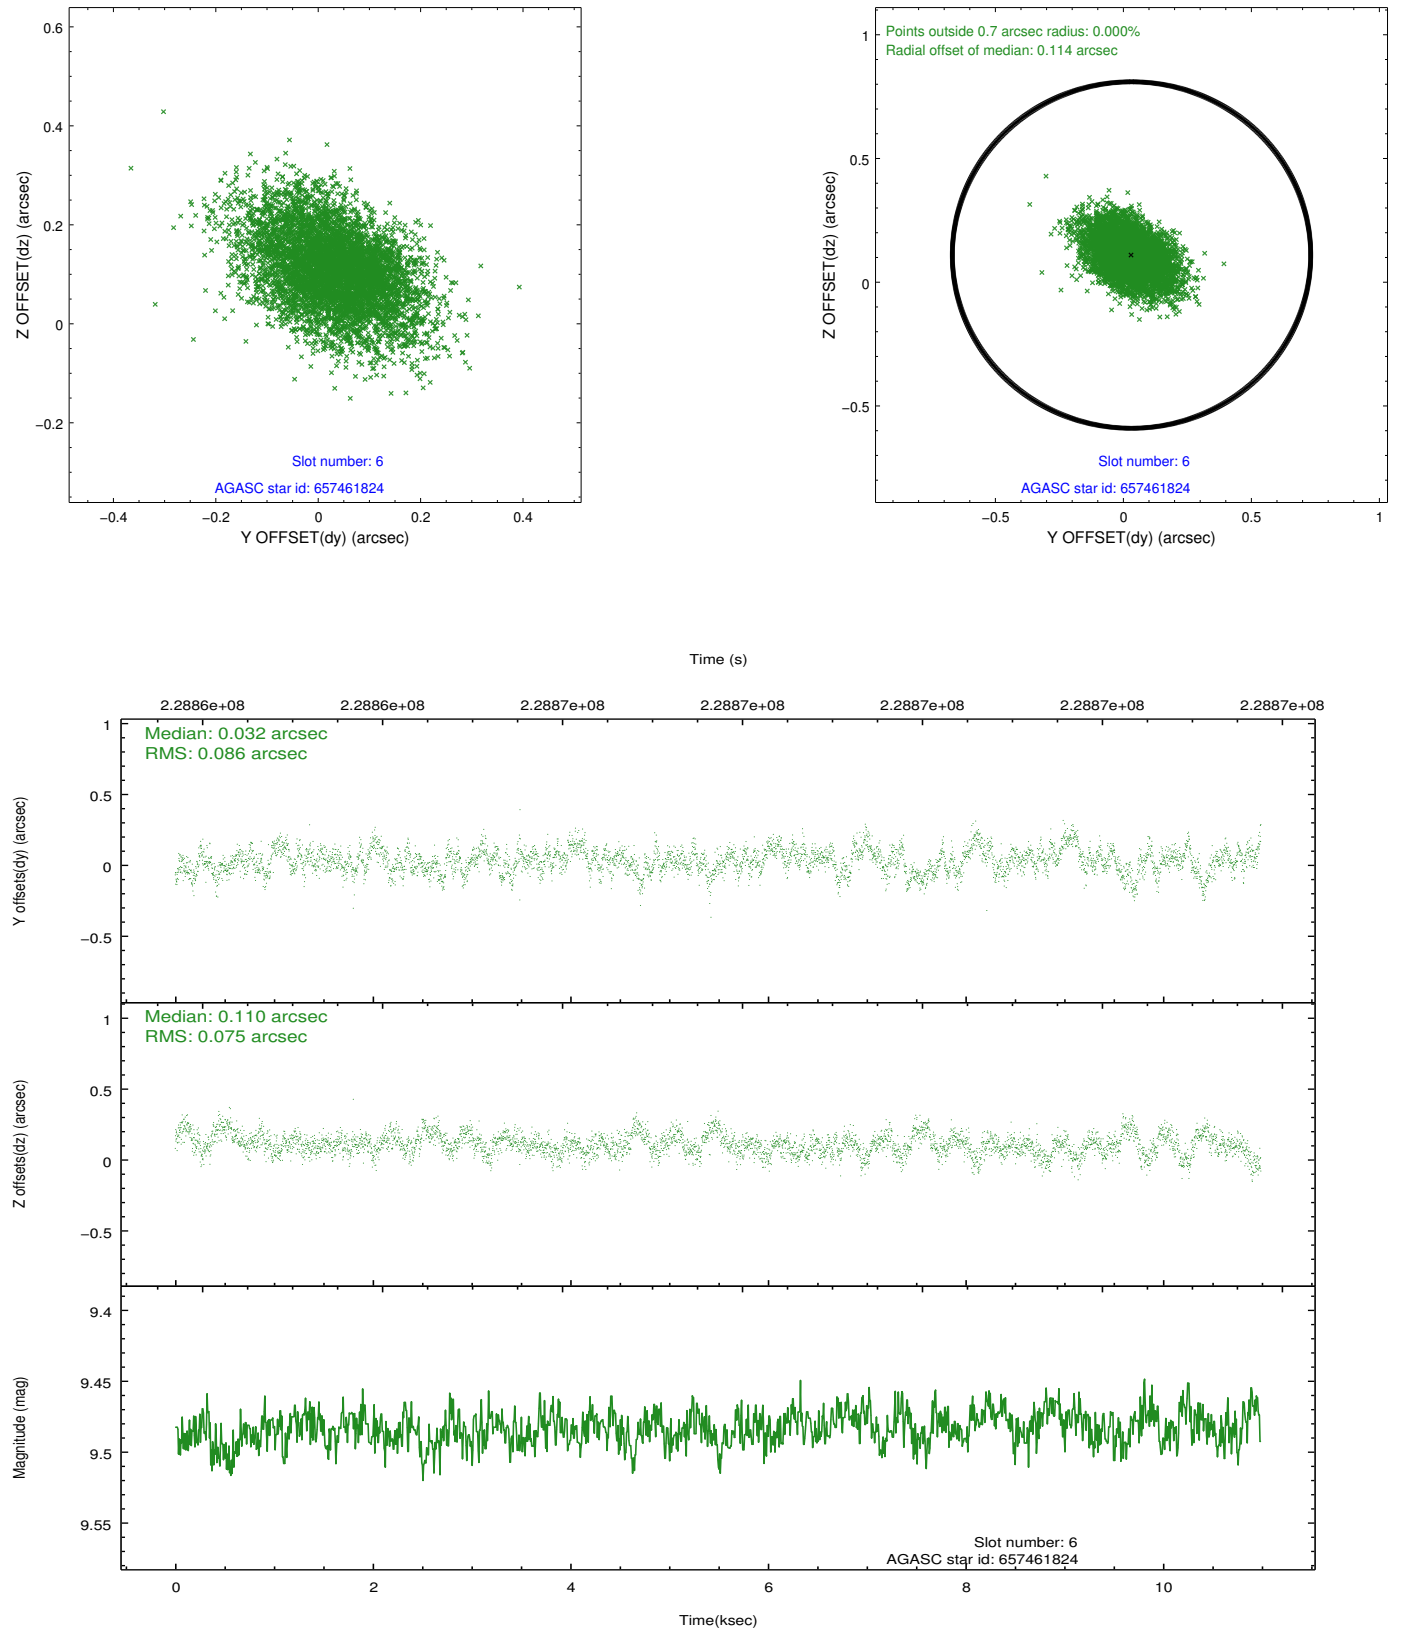 0.6
0.4
0.2
0
−0.2
Z OFFSET(dz) (arcsec)
Slot number: 6
AGASC star id: 657461824
−0.4
−0.2
0
0.2
0.4
Y OFFSET(dy) (arcsec)
Points outside 0.7 arcsec radius: 0.000%
Radial offset of median: 0.114 arcsec
1
0.5
0
−0.5
Z OFFSET(dz) (arcsec)
Slot number: 6
AGASC star id: 657461824
−0.5
0
0.5
1
Y OFFSET(dy) (arcsec)
Time (s)
2.2886e+08
2.2886e+08
2.2887e+08
2.2887e+08
2.2887e+08
2.2887e+08
2.2887e+08
Median: 0.032 arcsec
RMS: 0.086 arcsec
1
0.5
0
−0.5
Y offsets(dy) (arcsec)
Median: 0.110 arcsec
RMS: 0.075 arcsec
1
0.5
0
−0.5
Z offsets(dz) (arcsec)
9.4
9.45
9.5
9.55
Magnitude (mag)
Slot number: 6
AGASC star id: 657461824
0
2
4
6
8
10
Time(ksec)